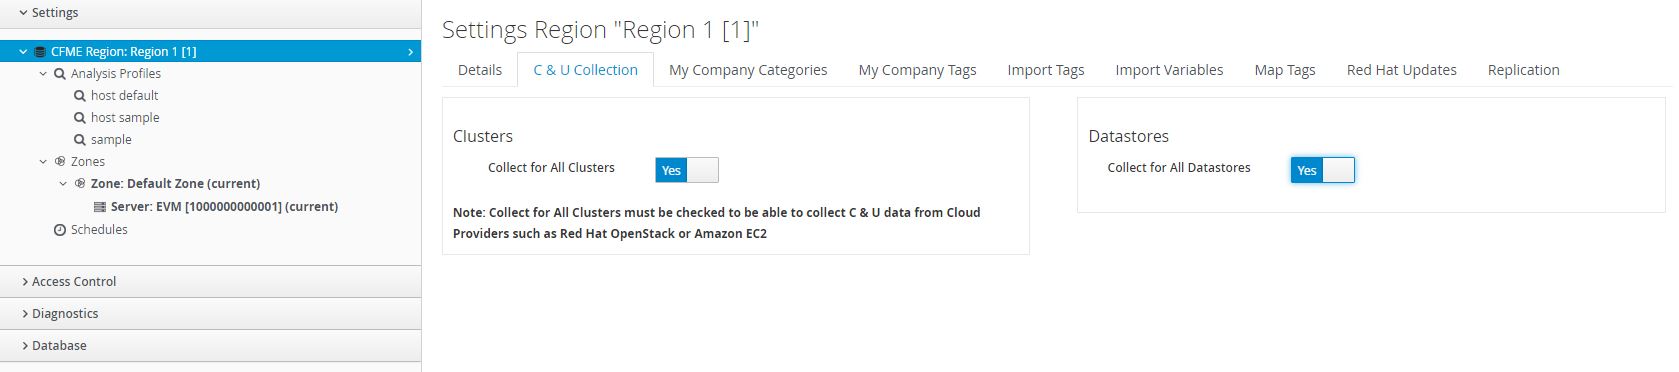 Settings
CFME Region: Region 1 [1]
Analysis Profiles
host default
host sample
sample
Zones
Zone: Default Zone (current)
Server: EVM [1000000000001] (current)
Schedules
Access Control
Diagnostics
Database
Settings Region "Region 1 [1]"
Details C & U Collection My Company Categories My Company Tags Import Tags Import Variables Map Tags Red Hat Updates Replication
Clusters
Collect for All Clusters Yes
Note: Collect for All Clusters must be checked to be able to collect C & U data from Cloud
Providers such as Red Hat OpenStack or Amazon EC2
Datastores
Collect for All Datastores Yes